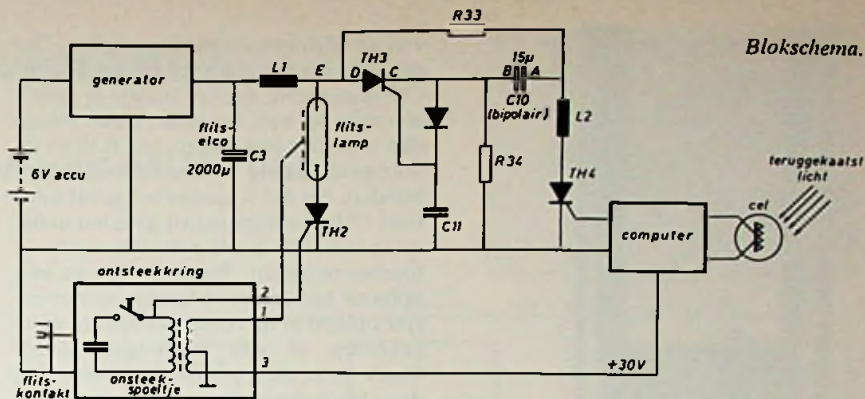 Blokschema.
R33
generator
L1
E
D
TH3
C
15µ
B
A
C10
(bipolair)
L2
flits-
elco
C3
2000µ
flits-
lamp
R34
6V accu
TH2
C11
TH4
teruggekaatst
licht
cel
computer
ontsteekkring
2
1
3
+30V
flits-
kontakt
onsteek-
spoeltje